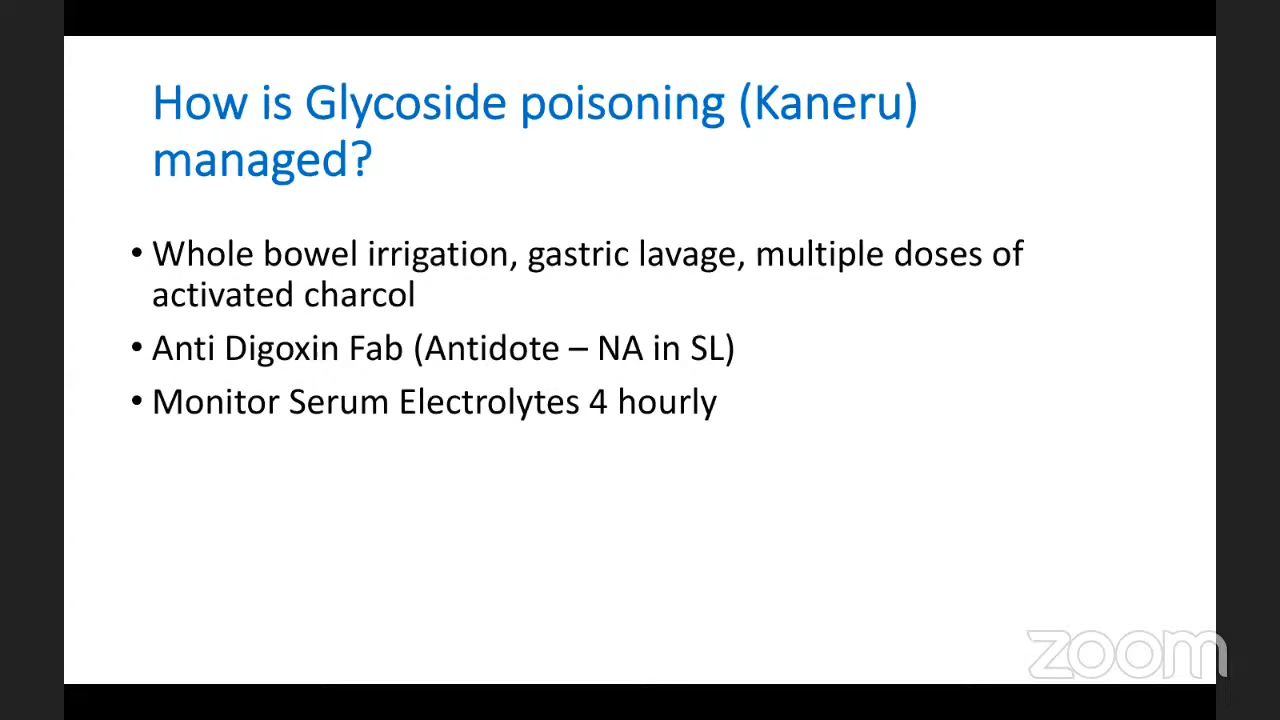 How is Glycoside poisoning (Kaneru)
managed?
• Whole bowel irrigation, gastric lavage, multiple doses of
activated charcol
• Anti Digoxin Fab (Antidote – NA in SL)
• Monitor Serum Electrolytes 4 hourly
zoom